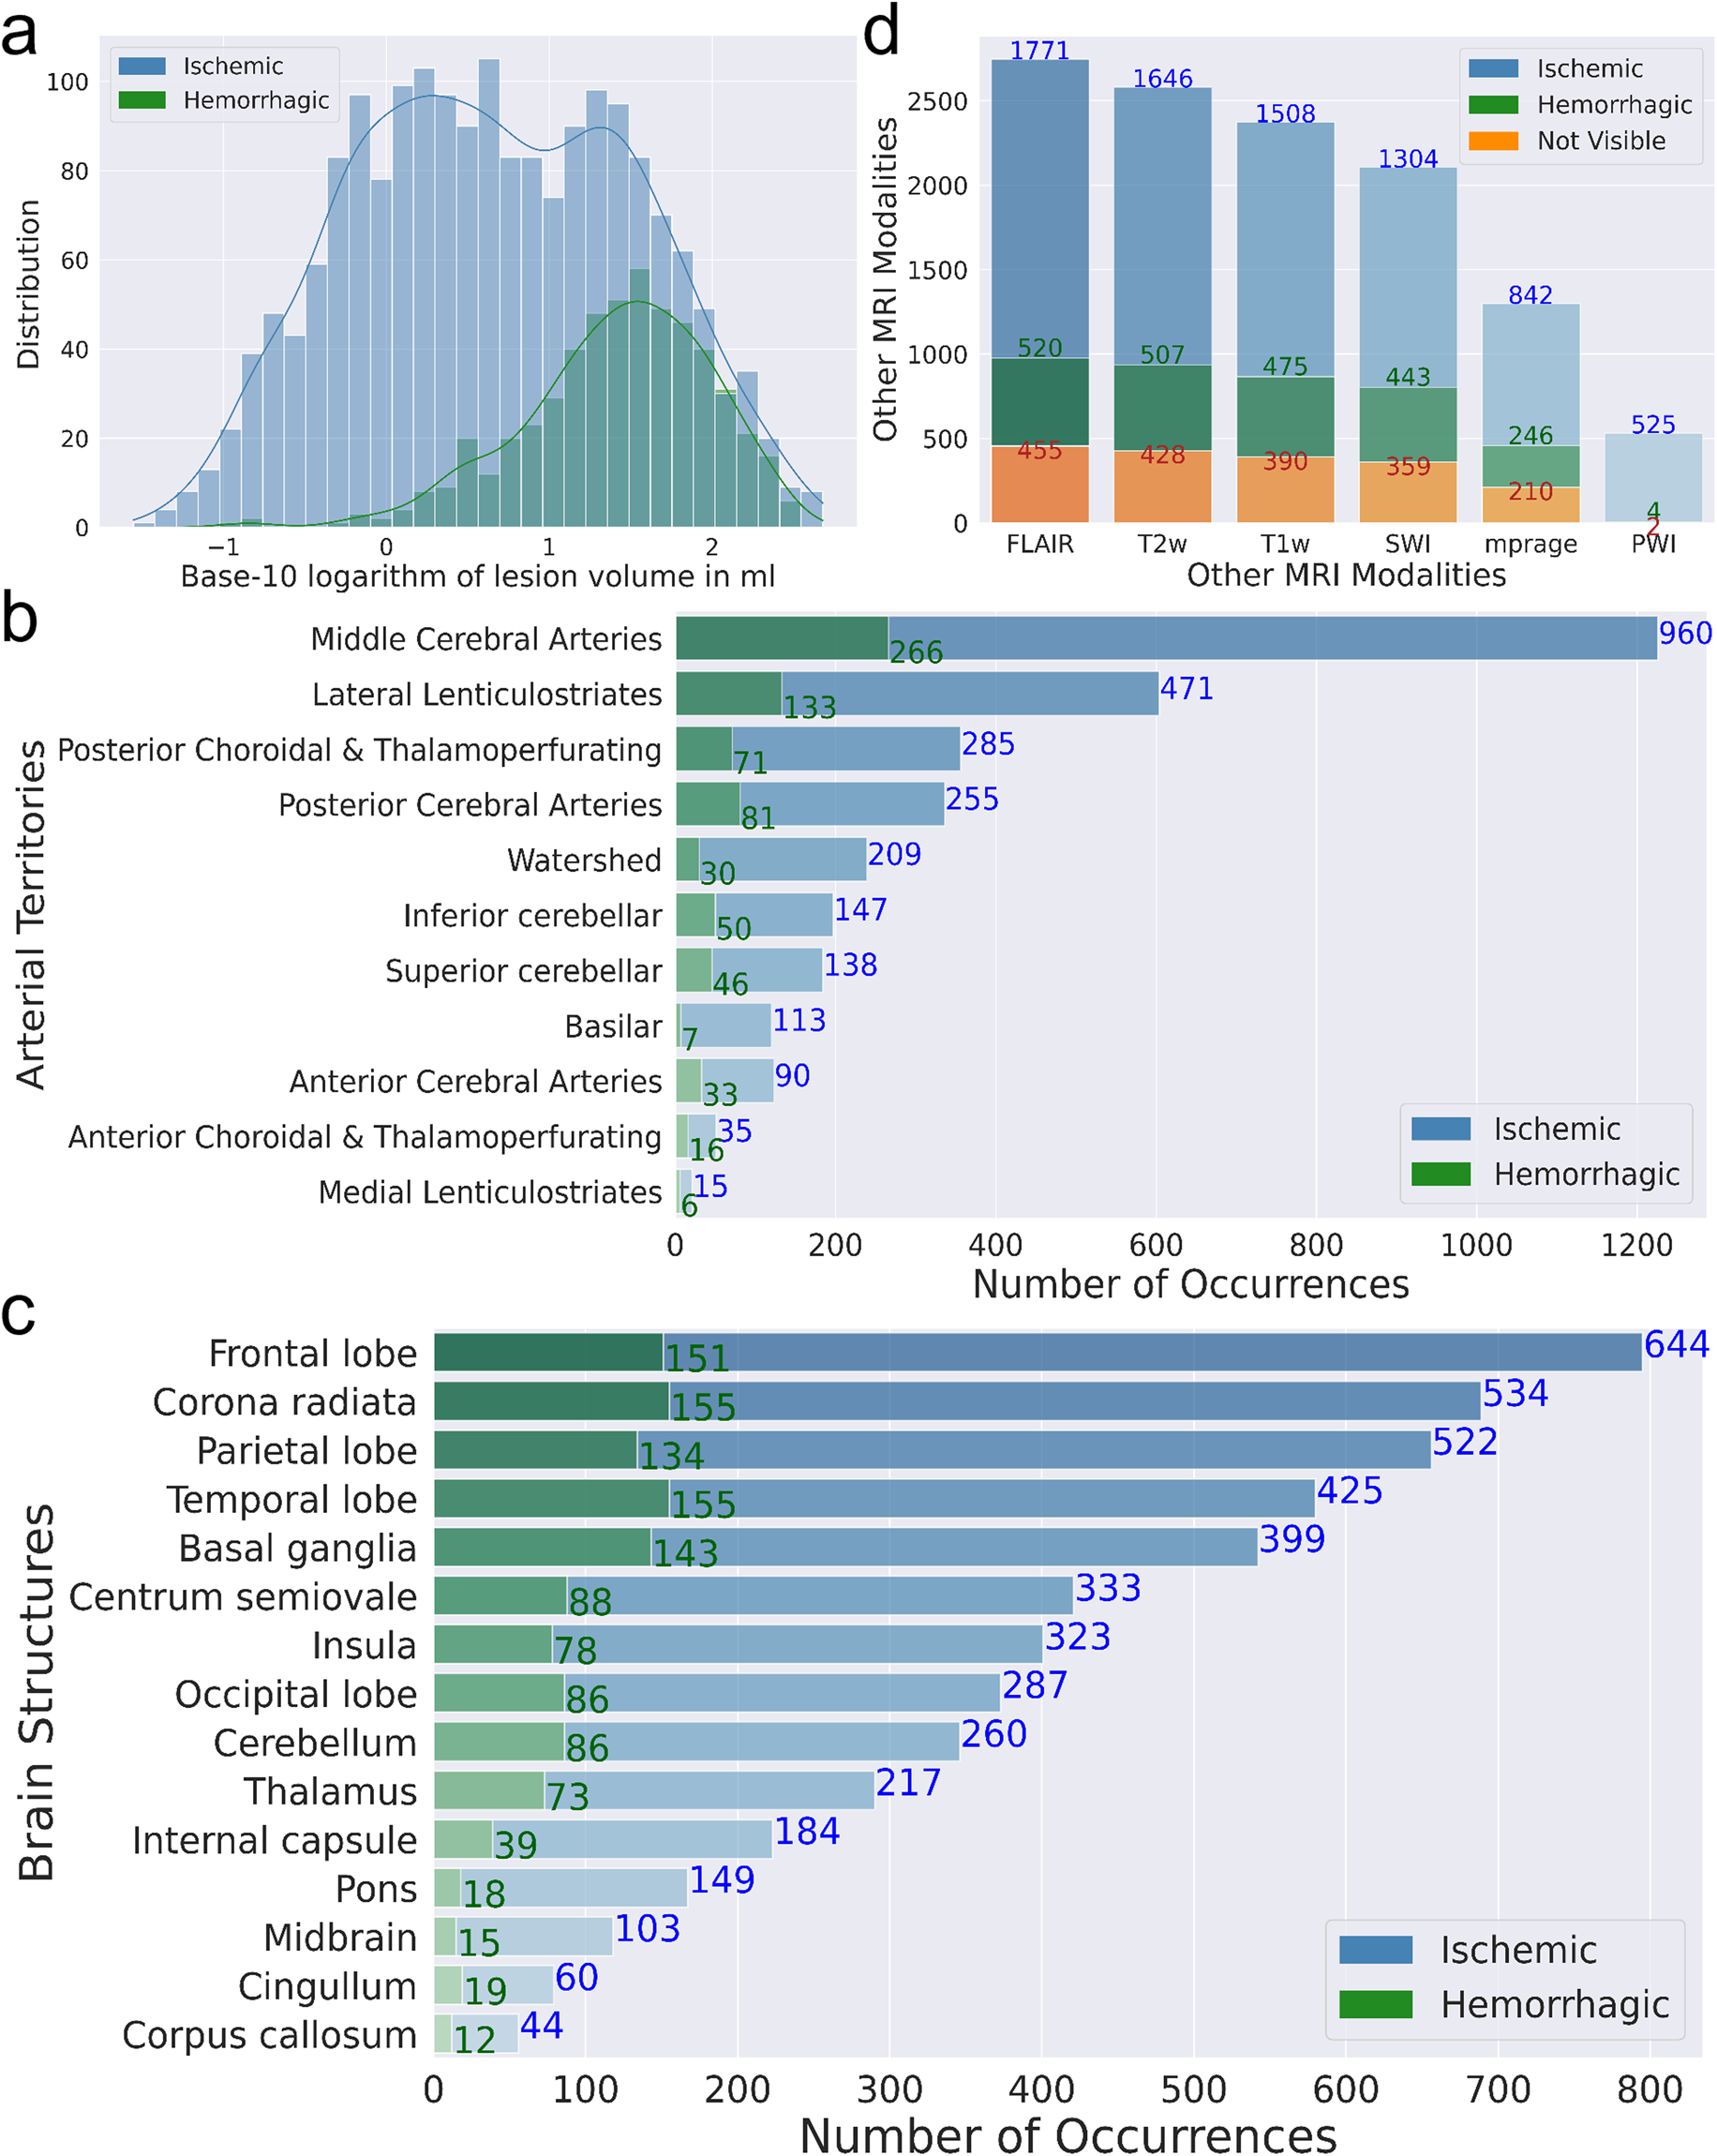 a
Ischemic
Hemorrhagic
Distribution
100
80
60
40
20
0
−1
0
1
2
Base-10 logarithm of lesion volume in ml
d
Ischemic
Hemorrhagic
Not Visible
Other MRI Modalities
2500
2000
1500
1000
500
0
1771
1646
1508
1304
842
525
520
507
475
443
246
4
455
428
390
359
210
2
FLAIR
T2w
T1w
SWI
mprage
PWI
Other MRI Modalities
b
Arterial Territories
Middle Cerebral Arteries 266 960
Lateral Lenticulostriates 133 471
Posterior Choroidal & Thalamoperfurating 71 285
Posterior Cerebral Arteries 81 255
Watershed 30 209
Inferior cerebellar 50 147
Superior cerebellar 46 138
Basilar 7 113
Anterior Cerebral Arteries 33 90
Anterior Choroidal & Thalamoperfurating 16 35
Medial Lenticulostriates 6 15
Ischemic
Hemorrhagic
0 200 400 600 800 1000 1200
Number of Occurrences
c
Brain Structures
Frontal lobe 151 644
Corona radiata 155 534
Parietal lobe 134 522
Temporal lobe 155 425
Basal ganglia 143 399
Centrum semiovale 88 333
Insula 78 323
Occipital lobe 86 287
Cerebellum 86 260
Thalamus 73 217
Internal capsule 39 184
Pons 18 149
Midbrain 15 103
Cingullum 19 60
Corpus callosum 12 44
Ischemic
Hemorrhagic
0 100 200 300 400 500 600 700 800
Number of Occurrences